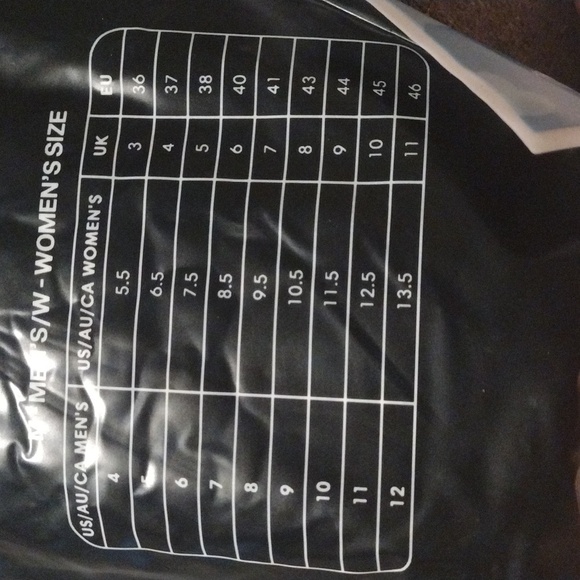 MEN'S/W - WOMEN'S SIZE
US/AU/CA MEN'S US/AU/CA WOMEN'S UK EU
4 5.5 3 36
5 6.5 4 37
6 7.5 5 38
7 8.5 6 40
8 9.5 7 41
9 10.5 8 43
10 11.5 9 44
11 12.5 10 45
12 13.5 11 46